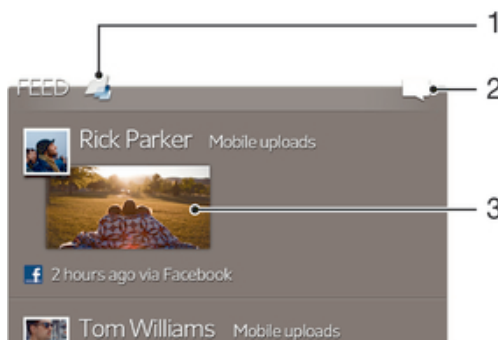 1
FEED
2
Rick Parker Mobile uploads
3
f 2 hours ago via Facebook
Tom Williams Mobile uploads